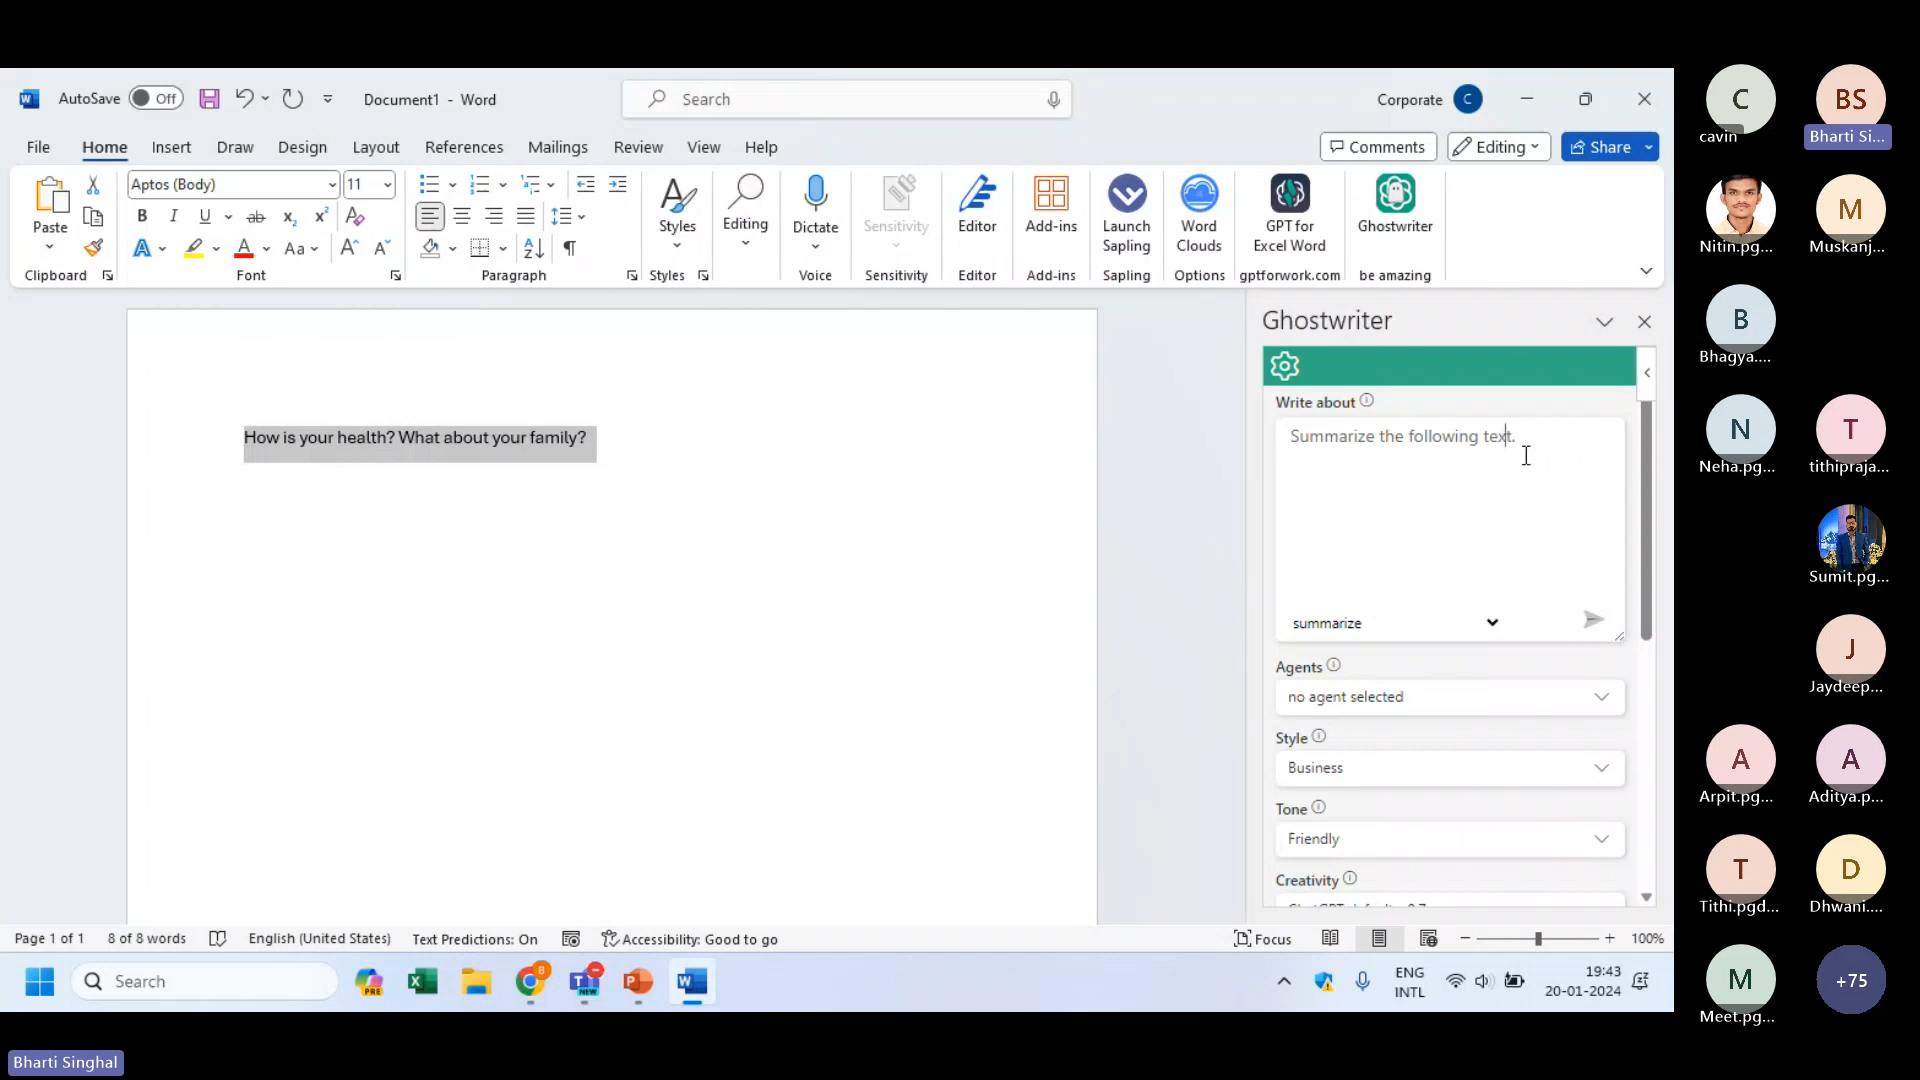 AutoSave Off Document1 - Word Search Corporate C
File Home Insert Draw Design Layout References Mailings Review View Help Comments Editing Share
Aptos (Body) 11
Paste Styles Editing Dictate Sensitivity Editor Add-ins Launch Sapling Word Clouds GPT for Excel Word Ghostwriter
Clipboard Font Paragraph Styles Voice Sensitivity Editor Add-ins Sapling Options gptforwork.com be amazing
How is your health? What about your family?
Ghostwriter
Write about
Summarize the following text.
summarize
Agents
no agent selected
Style
Business
Tone
Friendly
Creativity
Page 1 of 1 8 of 8 words English (United States) Text Predictions: On Accessibility: Good to go Focus 100%
Search PRE B NEW ENG INTL 19:43 20-01-2024
C BS
cavin Bharti Si...
M
Nitin.pg... Muskanj...
B
Bhagya....
N T
Neha.pg... tithipraja...
Sumit.pg...
J
Jaydeep...
A A
Arpit.pg... Aditya.p...
T D
Tithi.pgd... Dhwani....
M +75
Meet.pg...
Bharti Singhal